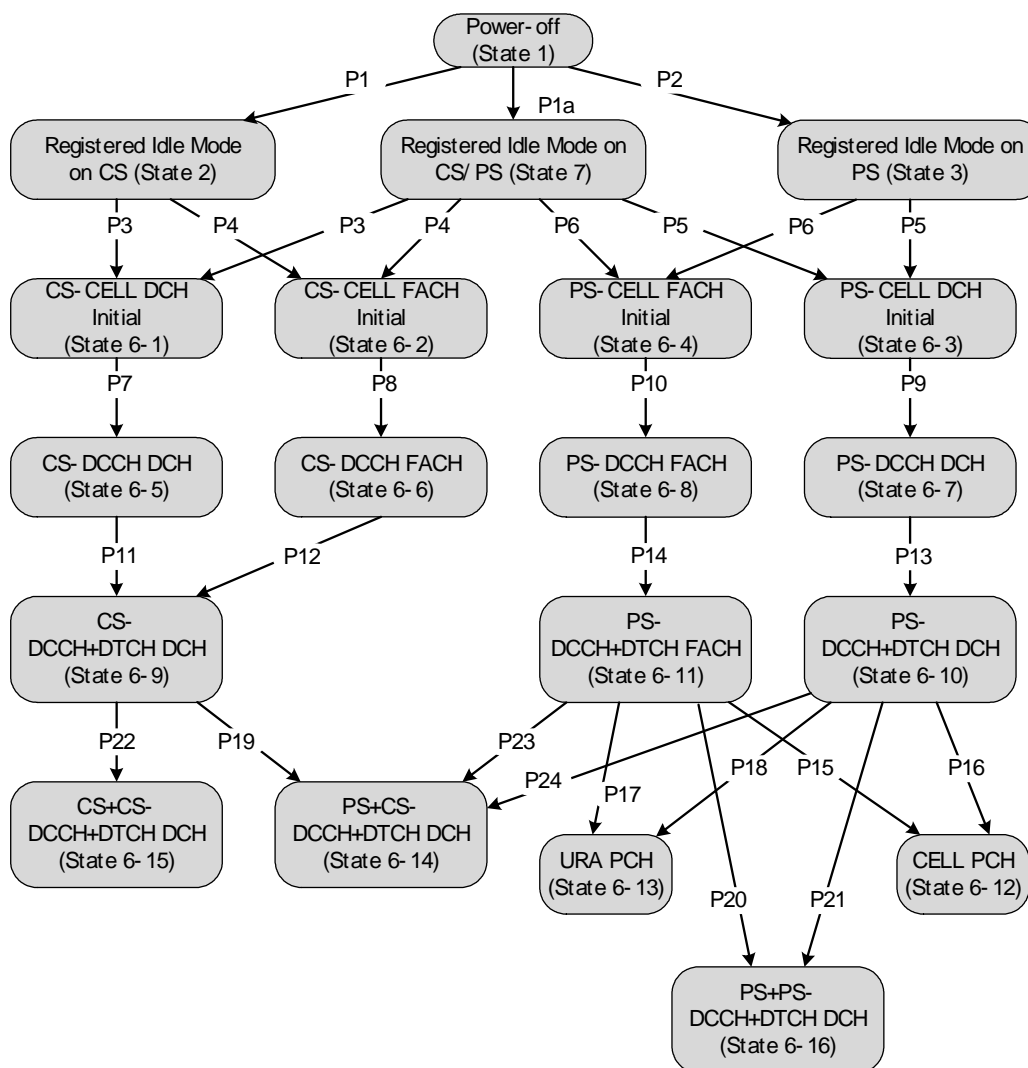 Power- off
(State 1)
P1
P1a
P2
Registered Idle Mode
on CS (State 2)
Registered Idle Mode on
CS/ PS (State 7)
Registered Idle Mode on
PS (State 3)
P3
P4
P3
P4
P6
P5
P6
P5
CS- CELL DCH
Initial
(State 6- 1)
CS- CELL FACH
Initial
(State 6- 2)
PS- CELL FACH
Initial
(State 6- 4)
PS- CELL DCH
Initial
(State 6- 3)
P7
P8
P10
P9
CS- DCCH DCH
(State 6- 5)
CS- DCCH FACH
(State 6- 6)
PS- DCCH FACH
(State 6- 8)
PS- DCCH DCH
(State 6- 7)
P11
P12
P14
P13
CS-
DCCH+DTCH DCH
(State 6- 9)
PS-
DCCH+DTCH FACH
(State 6- 11)
PS-
DCCH+DTCH DCH
(State 6- 10)
P22
P19
P23
P24
P17
P18
P15
P16
CS+CS-
DCCH+DTCH DCH
(State 6- 15)
PS+CS-
DCCH+DTCH DCH
(State 6- 14)
URA PCH
(State 6- 13)
CELL PCH
(State 6- 12)
P20
P21
PS+PS-
DCCH+DTCH DCH
(State 6- 16)